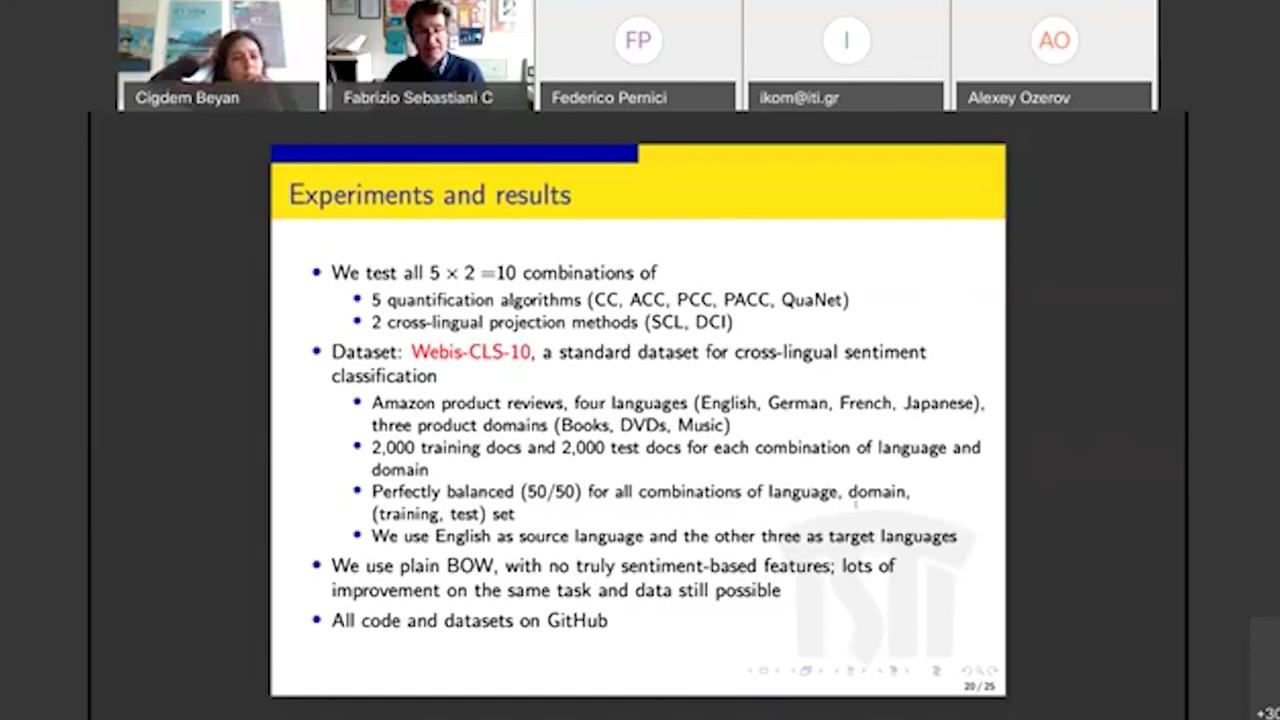 Cigdem Beyan
Fabrizio Sebastiani C
FP
Federico Pernici
I
ikom@iti.gr
AO
Alexey Ozerov
Experiments and results
• We test all 5 × 2 =10 combinations of
• 5 quantification algorithms (CC, ACC, PCC, PACC, QuaNet)
• 2 cross-lingual projection methods (SCL, DCI)
• Dataset: Webis-CLS-10, a standard dataset for cross-lingual sentiment
classification
• Amazon product reviews, four languages (English, German, French, Japanese),
three product domains (Books, DVDs, Music)
• 2,000 training docs and 2,000 test docs for each combination of language and
domain
• Perfectly balanced (50/50) for all combinations of language, domain,
(training, test) set
• We use English as source language and the other three as target languages
• We use plain BOW, with no truly sentiment-based features; lots of
improvement on the same task and data still possible
• All code and datasets on GitHub
ISTI
20 / 25